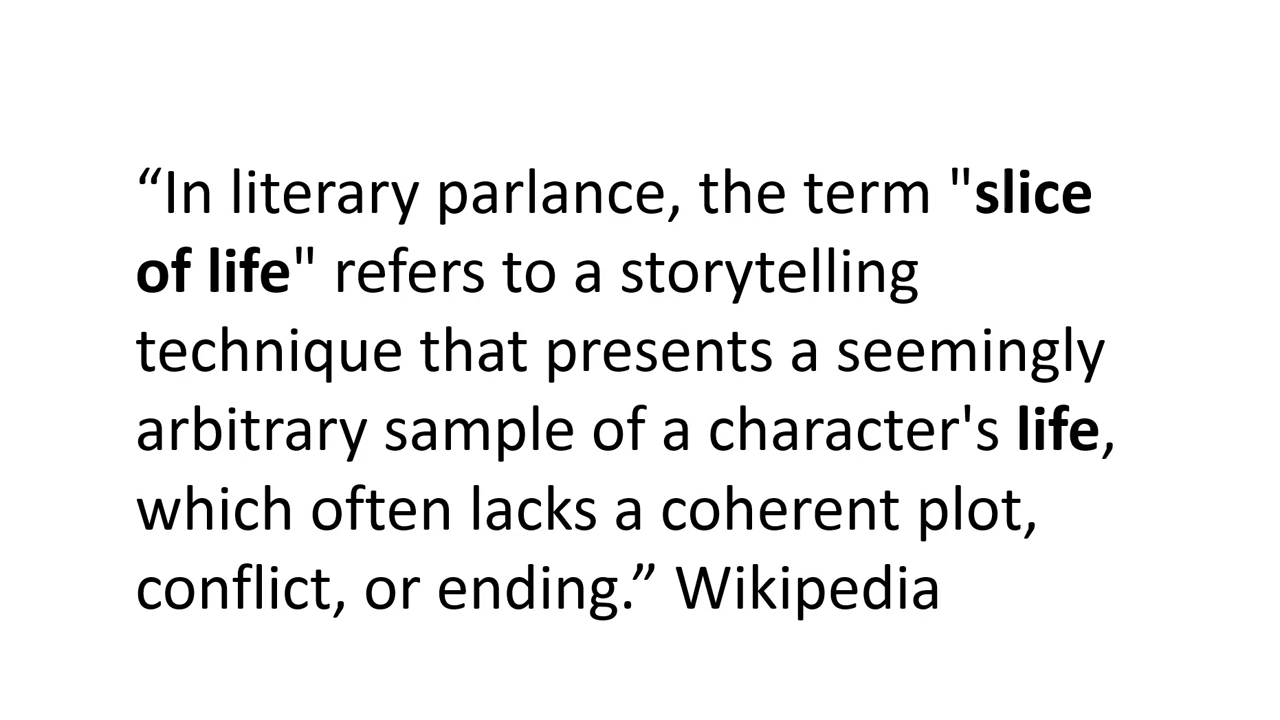 “In literary parlance, the term "slice
of life" refers to a storytelling
technique that presents a seemingly
arbitrary sample of a character's life,
which often lacks a coherent plot,
conflict, or ending.” Wikipedia